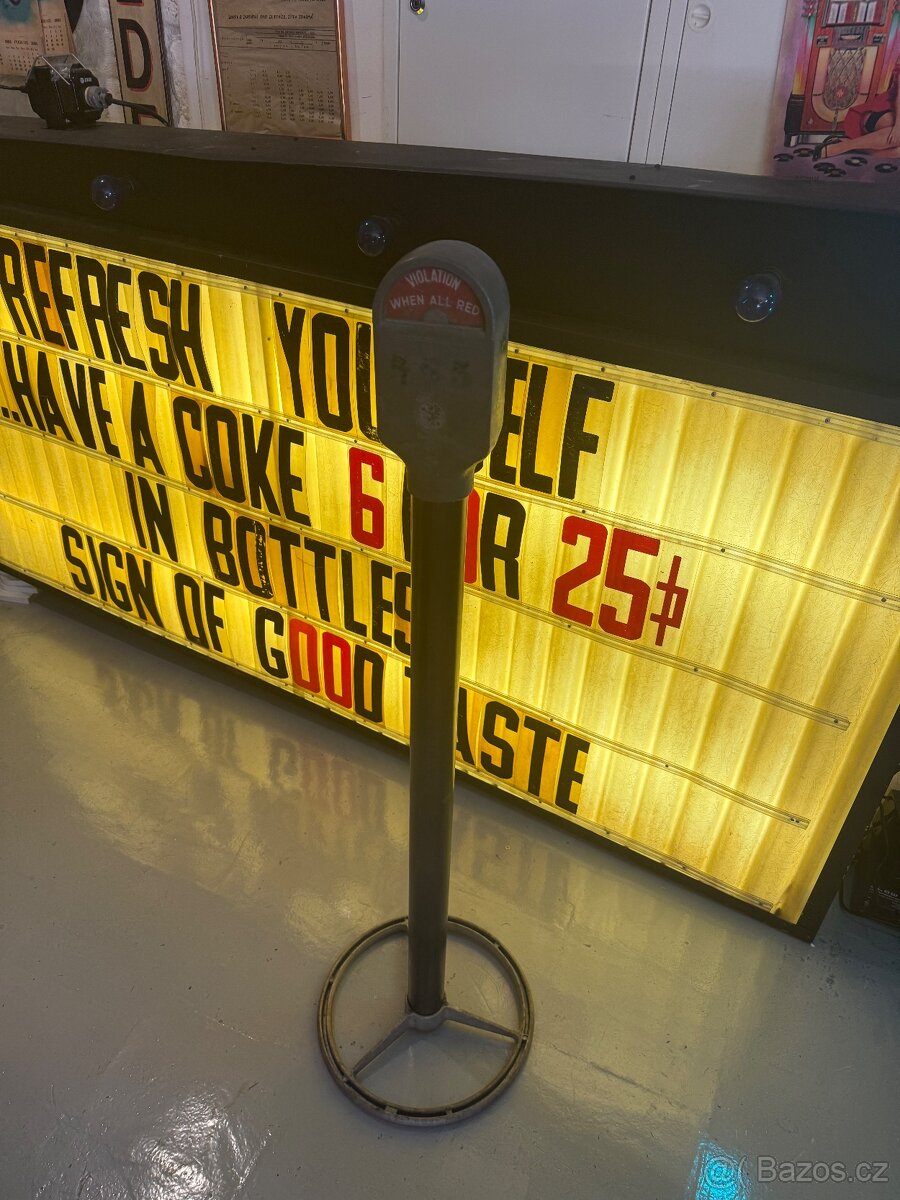 VIOLATION
WHEN ALL RED
REFRESH YOU ELF
..HAVE A COKE 6 R 25¢
IN BOTTLES
SIGN OF GOOD ASTE
D
Bazos.cz